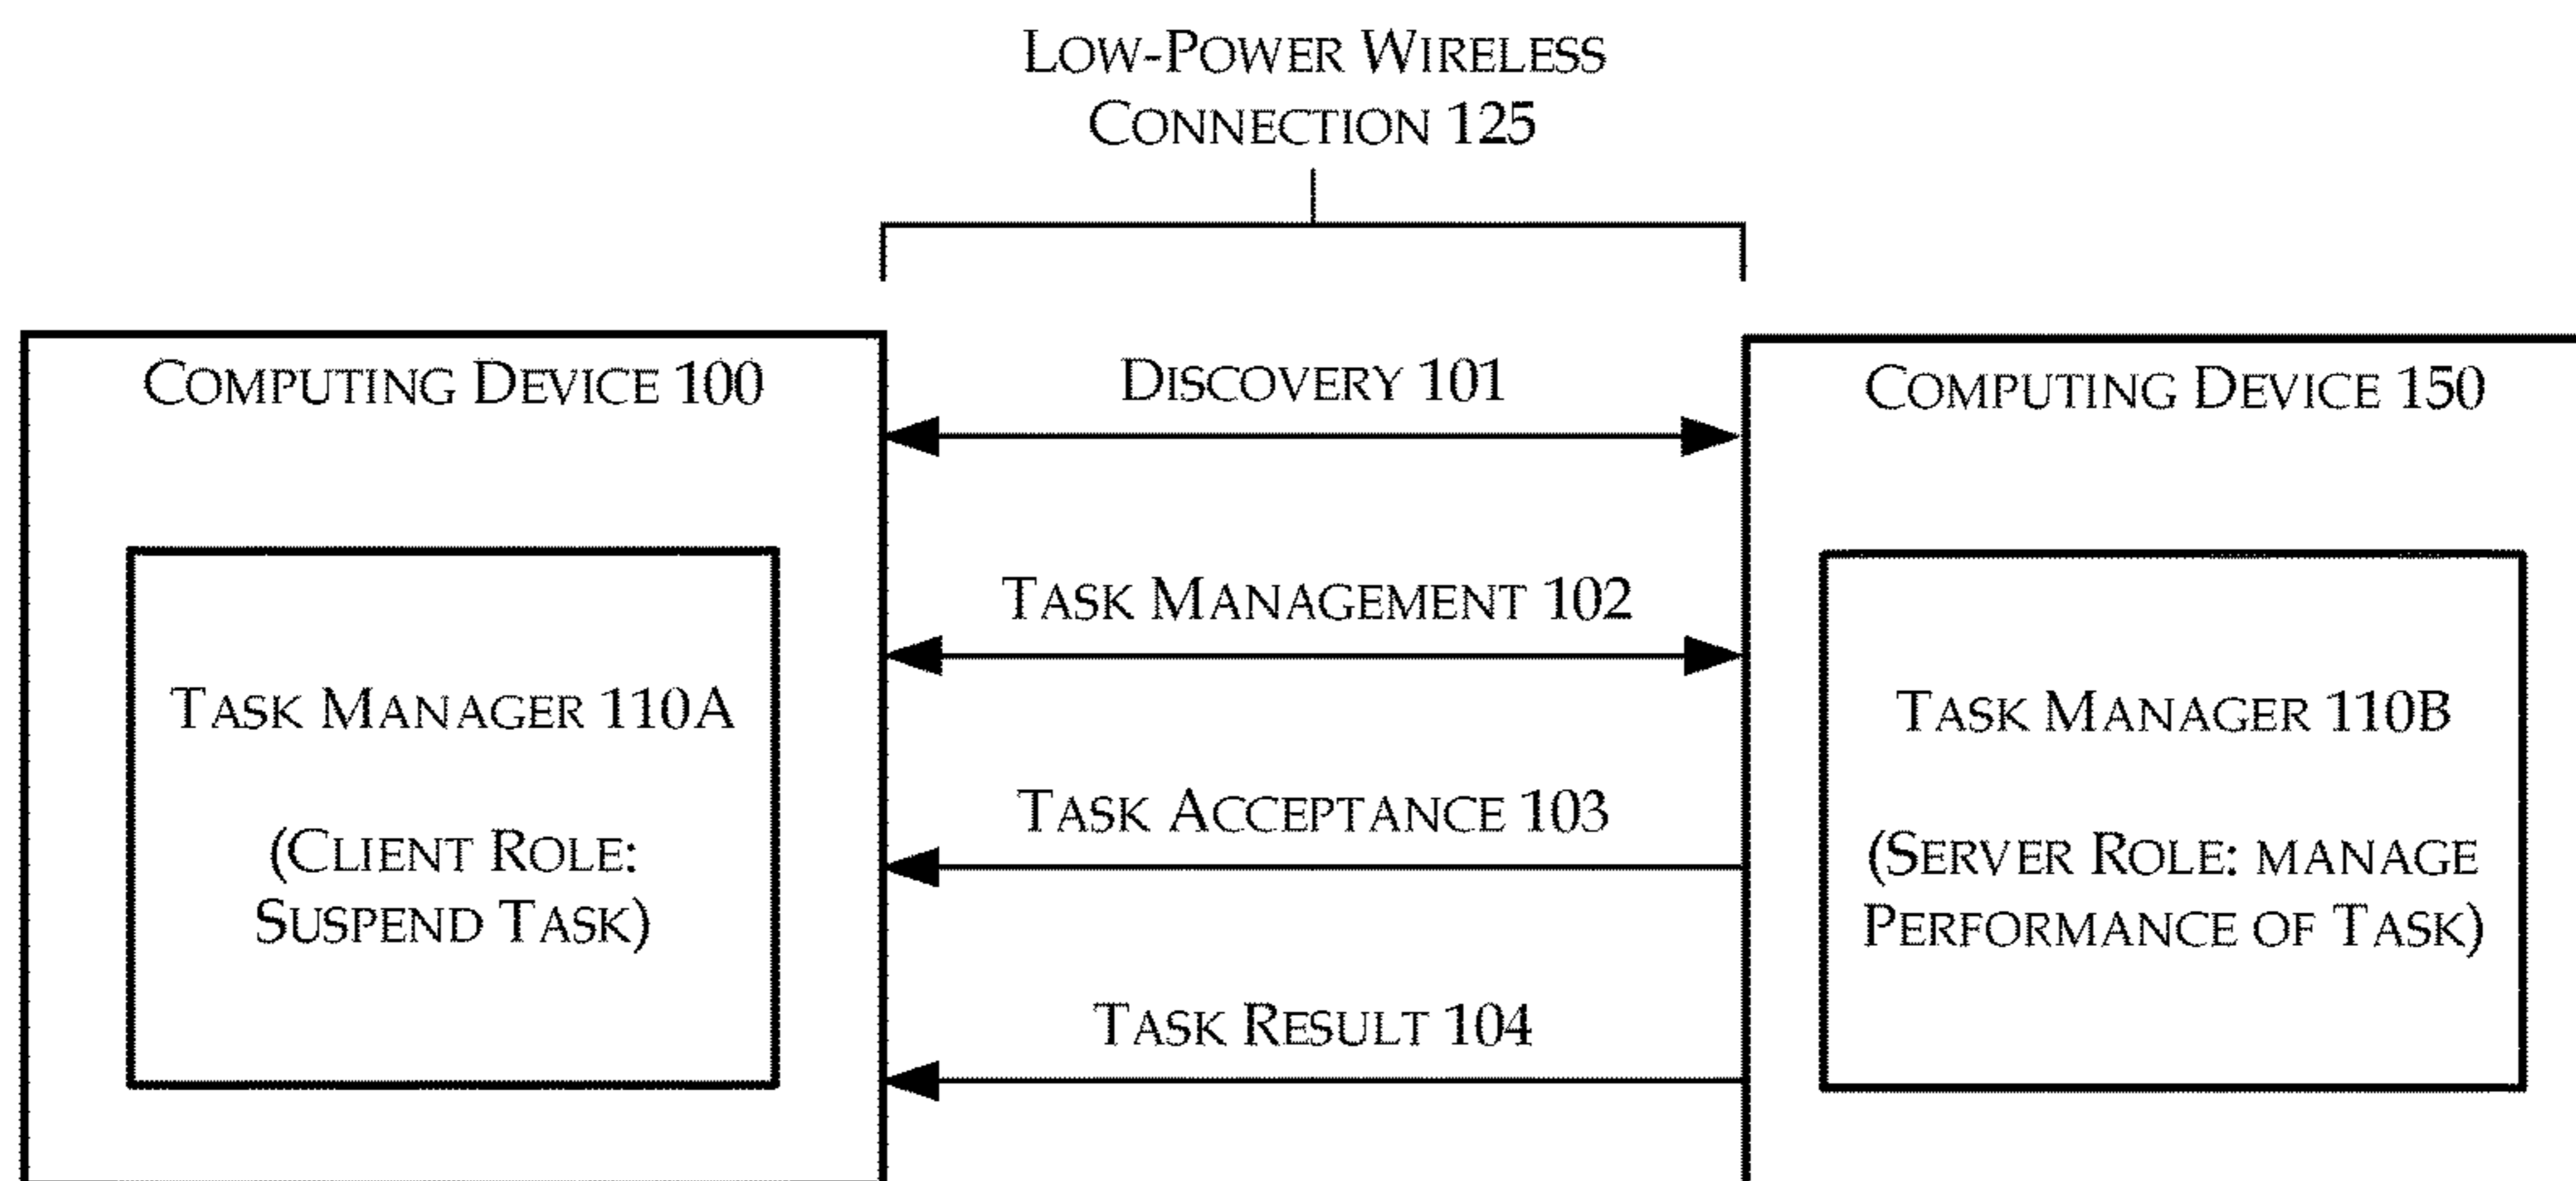 LOW-POWER WIRELESS
CONNECTION 125
COMPUTING DEVICE 100
DISCOVERY 101
COMPUTING DEVICE 150
TASK MANAGEMENT 102
TASK MANAGER 110A
TASK MANAGER 110B
TASK ACCEPTANCE 103
(CLIENT ROLE:
SUSPEND TASK)
(SERVER ROLE: MANAGE
PERFORMANCE OF TASK)
TASK RESULT 104